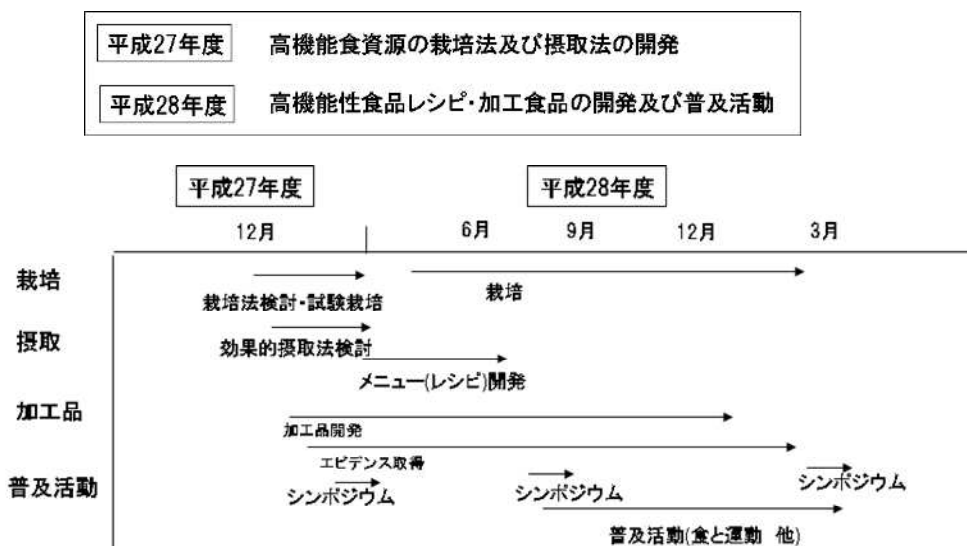 平成27年度 高機能食資源の栽培法及び摂取法の開発
平成28年度 高機能性食品レシピ・加工食品の開発及び普及活動
平成27年度 平成28年度
12月 6月 9月 12月 3月
栽培
栽培法検討・試験栽培 栽培
摂取
効果的摂取法検討
メニュー(レシピ)開発
加工品
加工品開発
エビデンス取得
普及活動
シンポジウム シンポジウム シンポジウム
普及活動(食と運動 他)